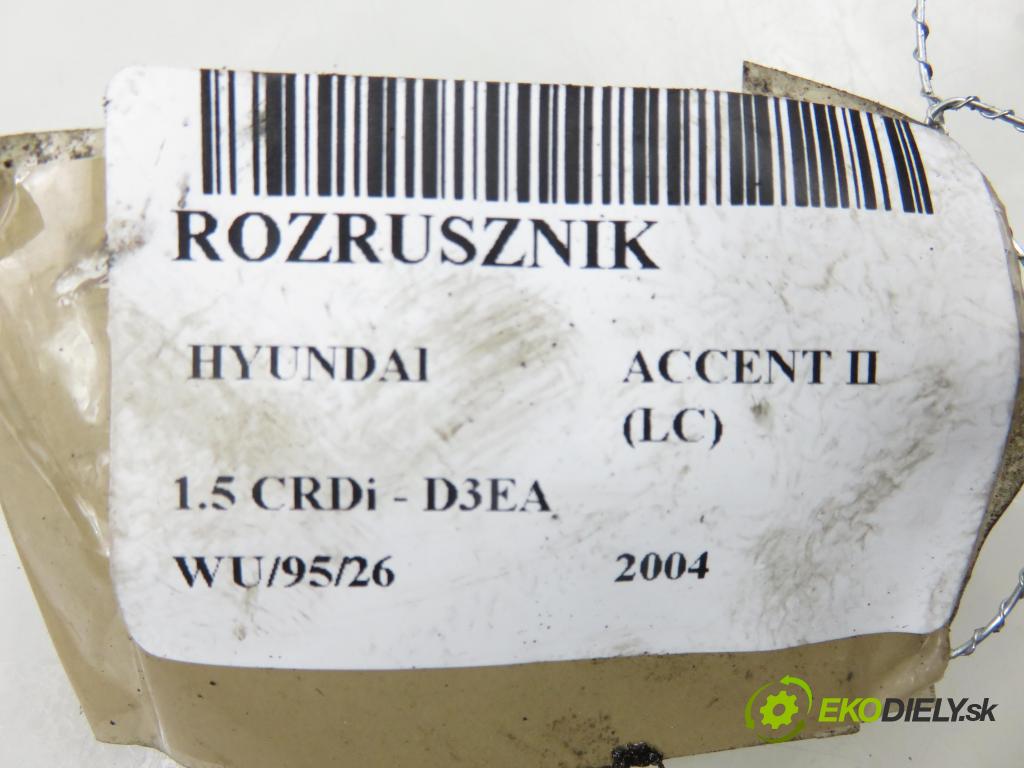 ROZRUSZNIK
HYUNDAI ACCENT II
(LC)
1.5 CRDi - D3EA
WU/95/26 2004
EKODIELY.sk